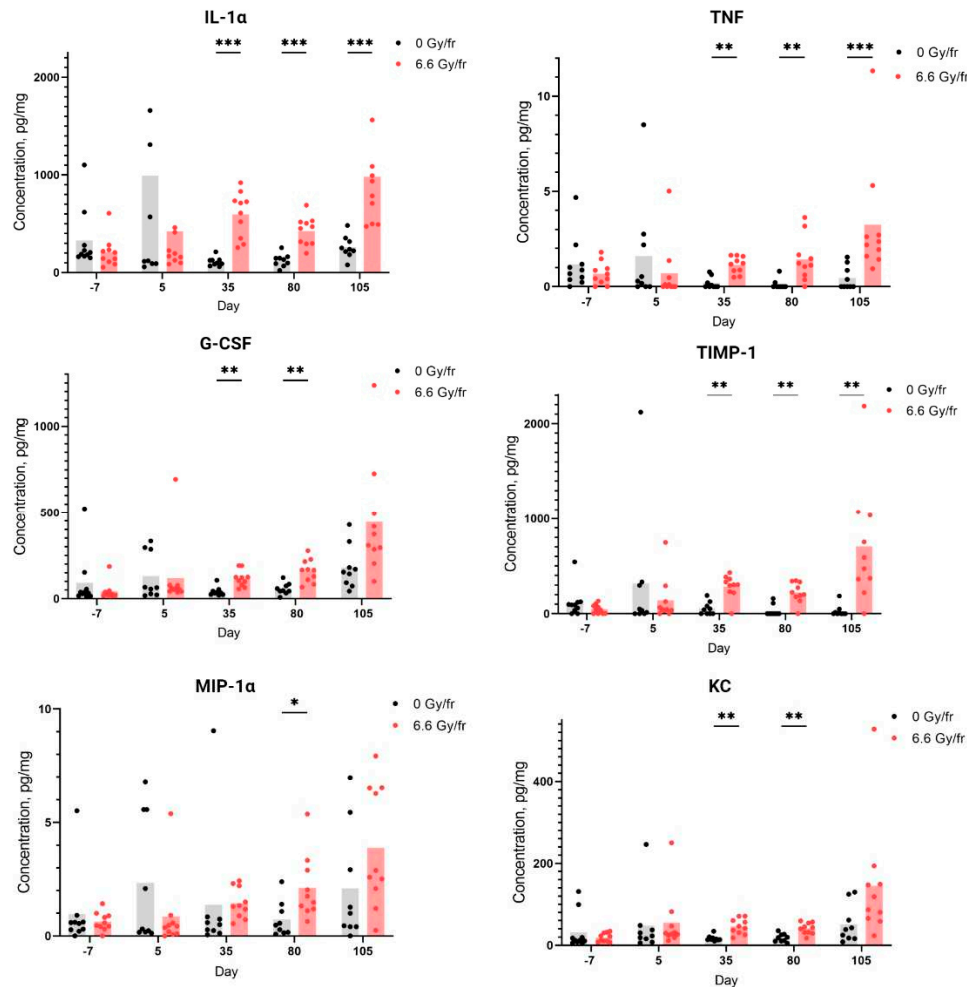 IL-1α
*** *** ***
0 Gy/fr
6.6 Gy/fr
Concentration, pg/mg
2000
1000
0
-7 5 35 80 105
Day
TNF
** ** ***
0 Gy/fr
6.6 Gy/fr
Concentration, pg/mg
10
5
0
-7 5 35 80 105
Day
G-CSF
** **
0 Gy/fr
6.6 Gy/fr
Concentration, pg/mg
1000
500
0
-7 5 35 80 105
Day
TIMP-1
** ** **
0 Gy/fr
6.6 Gy/fr
Concentration, pg/mg
2000
1000
0
-7 5 35 80 105
Day
MIP-1α
*
0 Gy/fr
6.6 Gy/fr
Concentration, pg/mg
10
5
0
-7 5 35 80 105
Day
KC
** **
0 Gy/fr
6.6 Gy/fr
Concentration, pg/mg
400
200
0
-7 5 35 80 105
Day